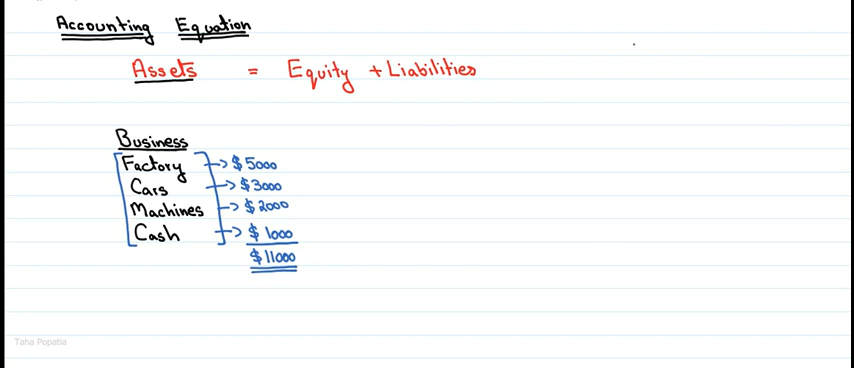 Accounting Equation
Assets = Equity + Liabilities
Business
Factory → $5000
Cars → $3000
Machines → $2000
Cash → $1000
$11000
Taha Popatia